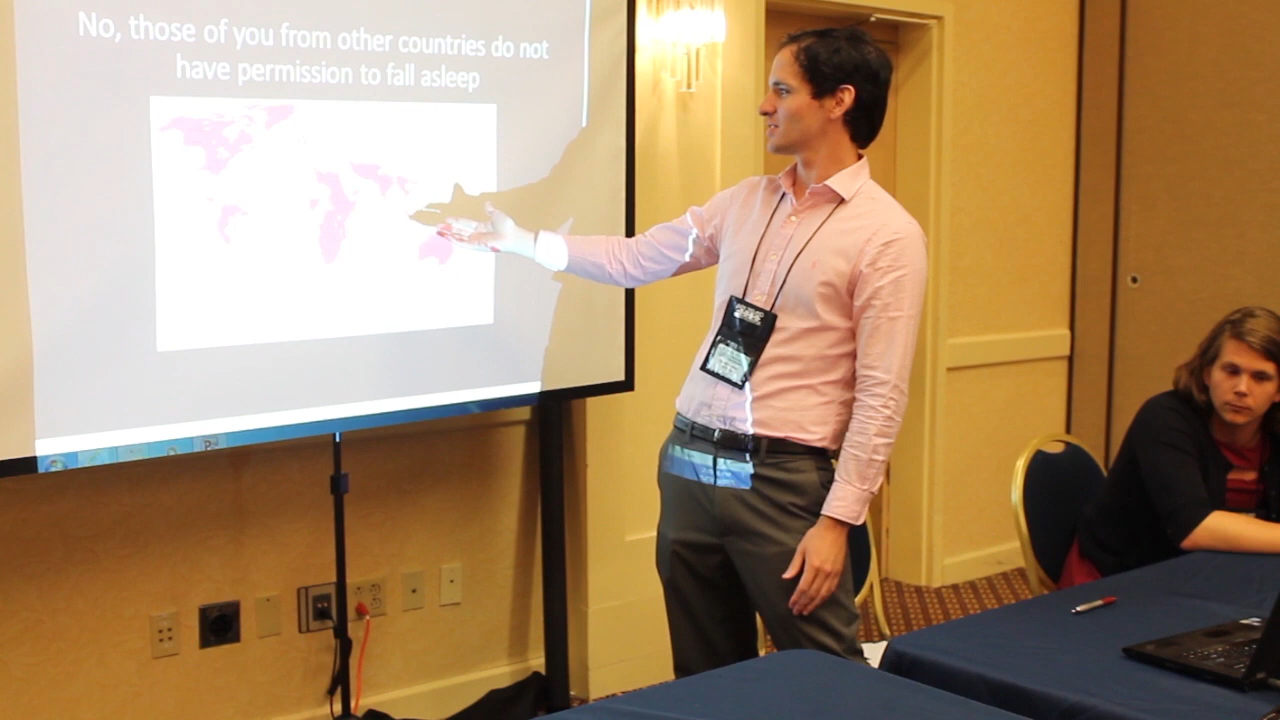 No, those of you from other countries do not
have permission to fall asleep